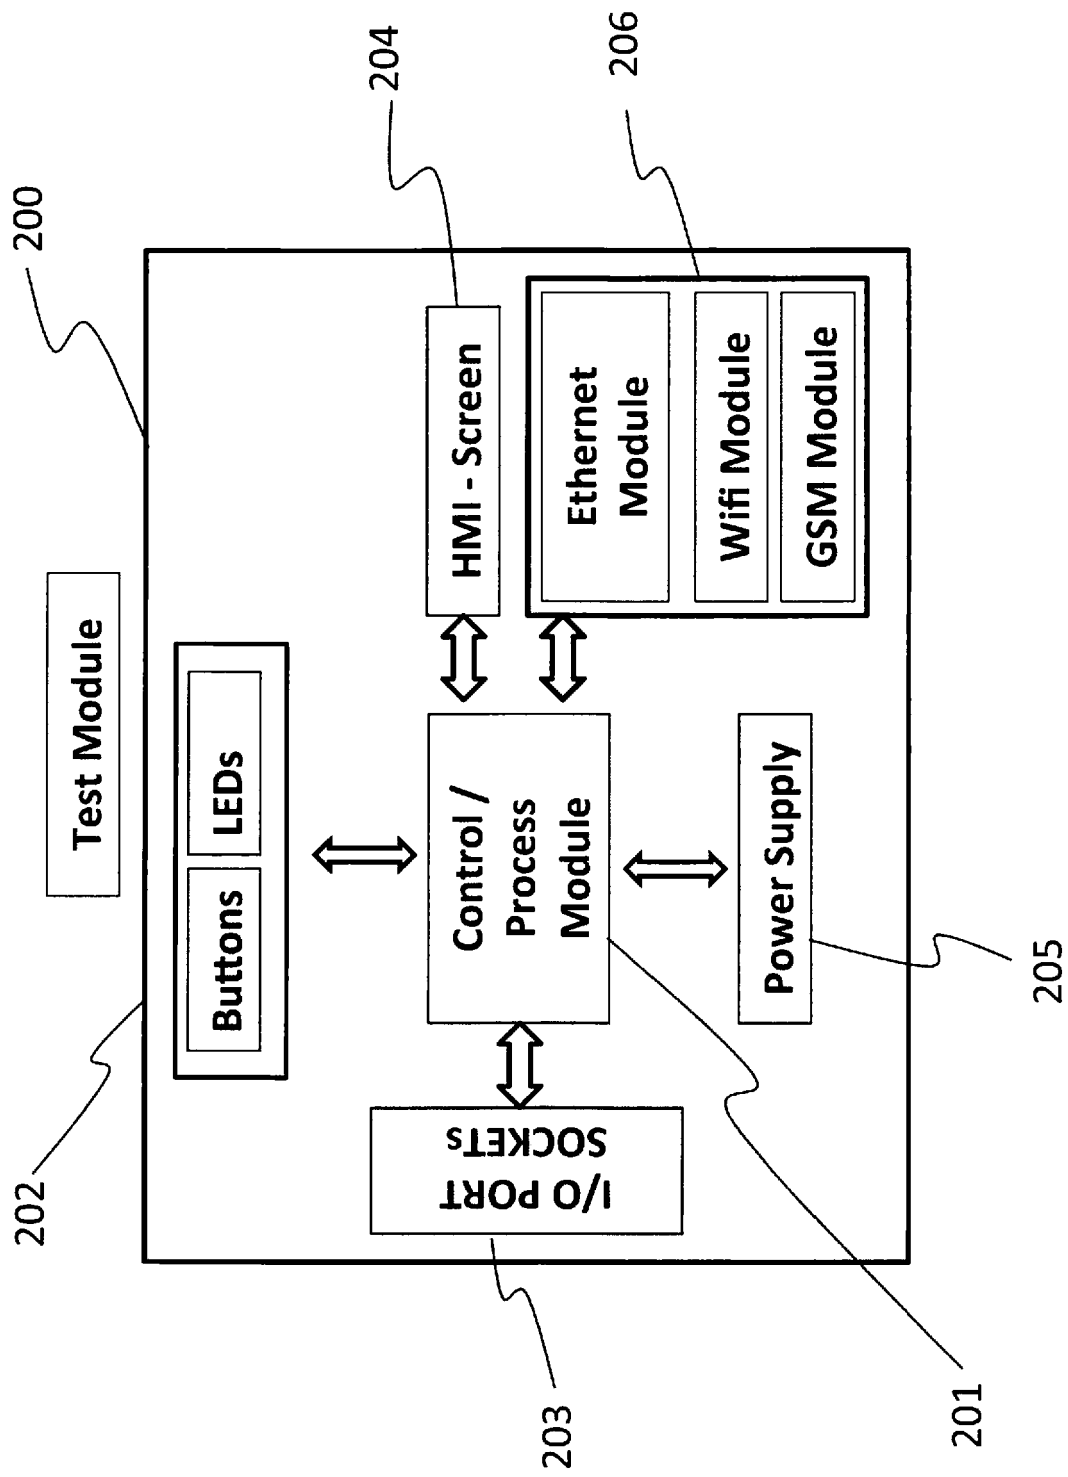 200
202
Test Module
Buttons
LEDs
204
HMI - Screen
206
Ethernet
Module
Wifi Module
GSM Module
Control /
Process
Module
I/O PORT
SOCKETs
203
Power Supply
205
201